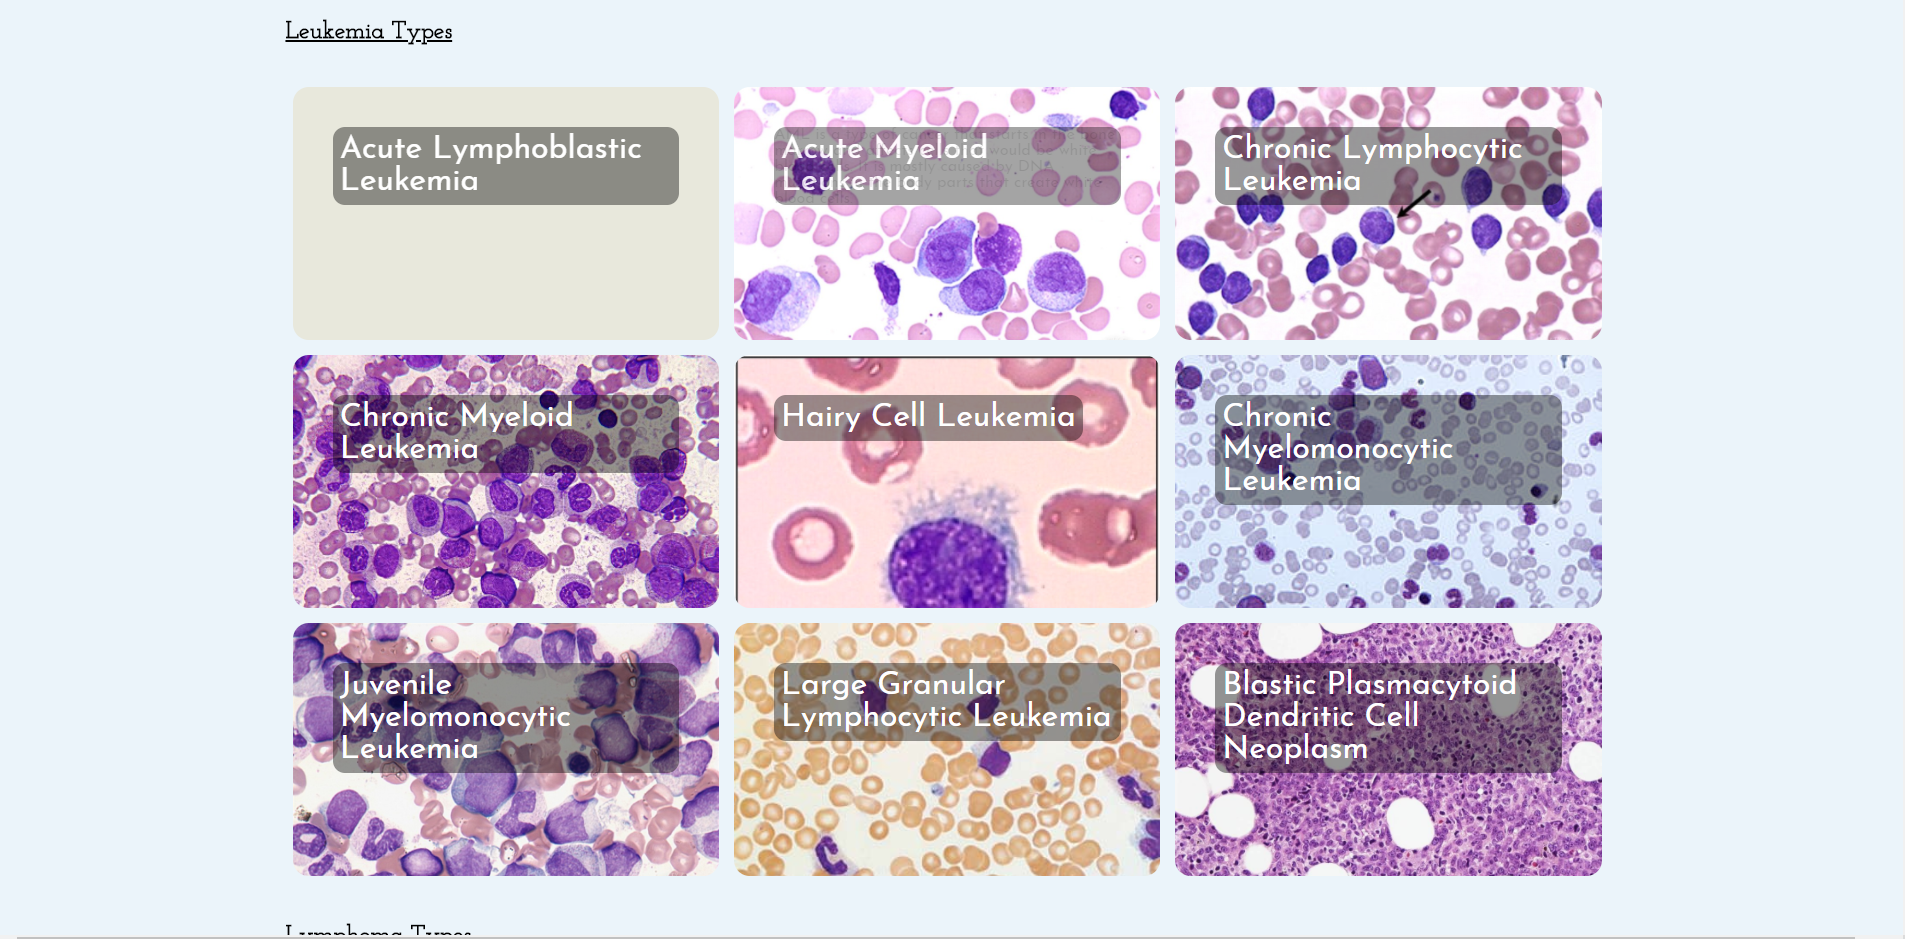 Leukemia Types
Acute Lymphoblastic
Leukemia
Acute Myeloid
Leukemia
Chronic Lymphocytic
Leukemia
Chronic Myeloid
Leukemia
Hairy Cell Leukemia
Chronic
Myelomonocytic
Leukemia
Juvenile
Myelomonocytic
Leukemia
Large Granular
Lymphocytic Leukemia
Blastic Plasmacytoid
Dendritic Cell
Neoplasm
Lymphoma Types